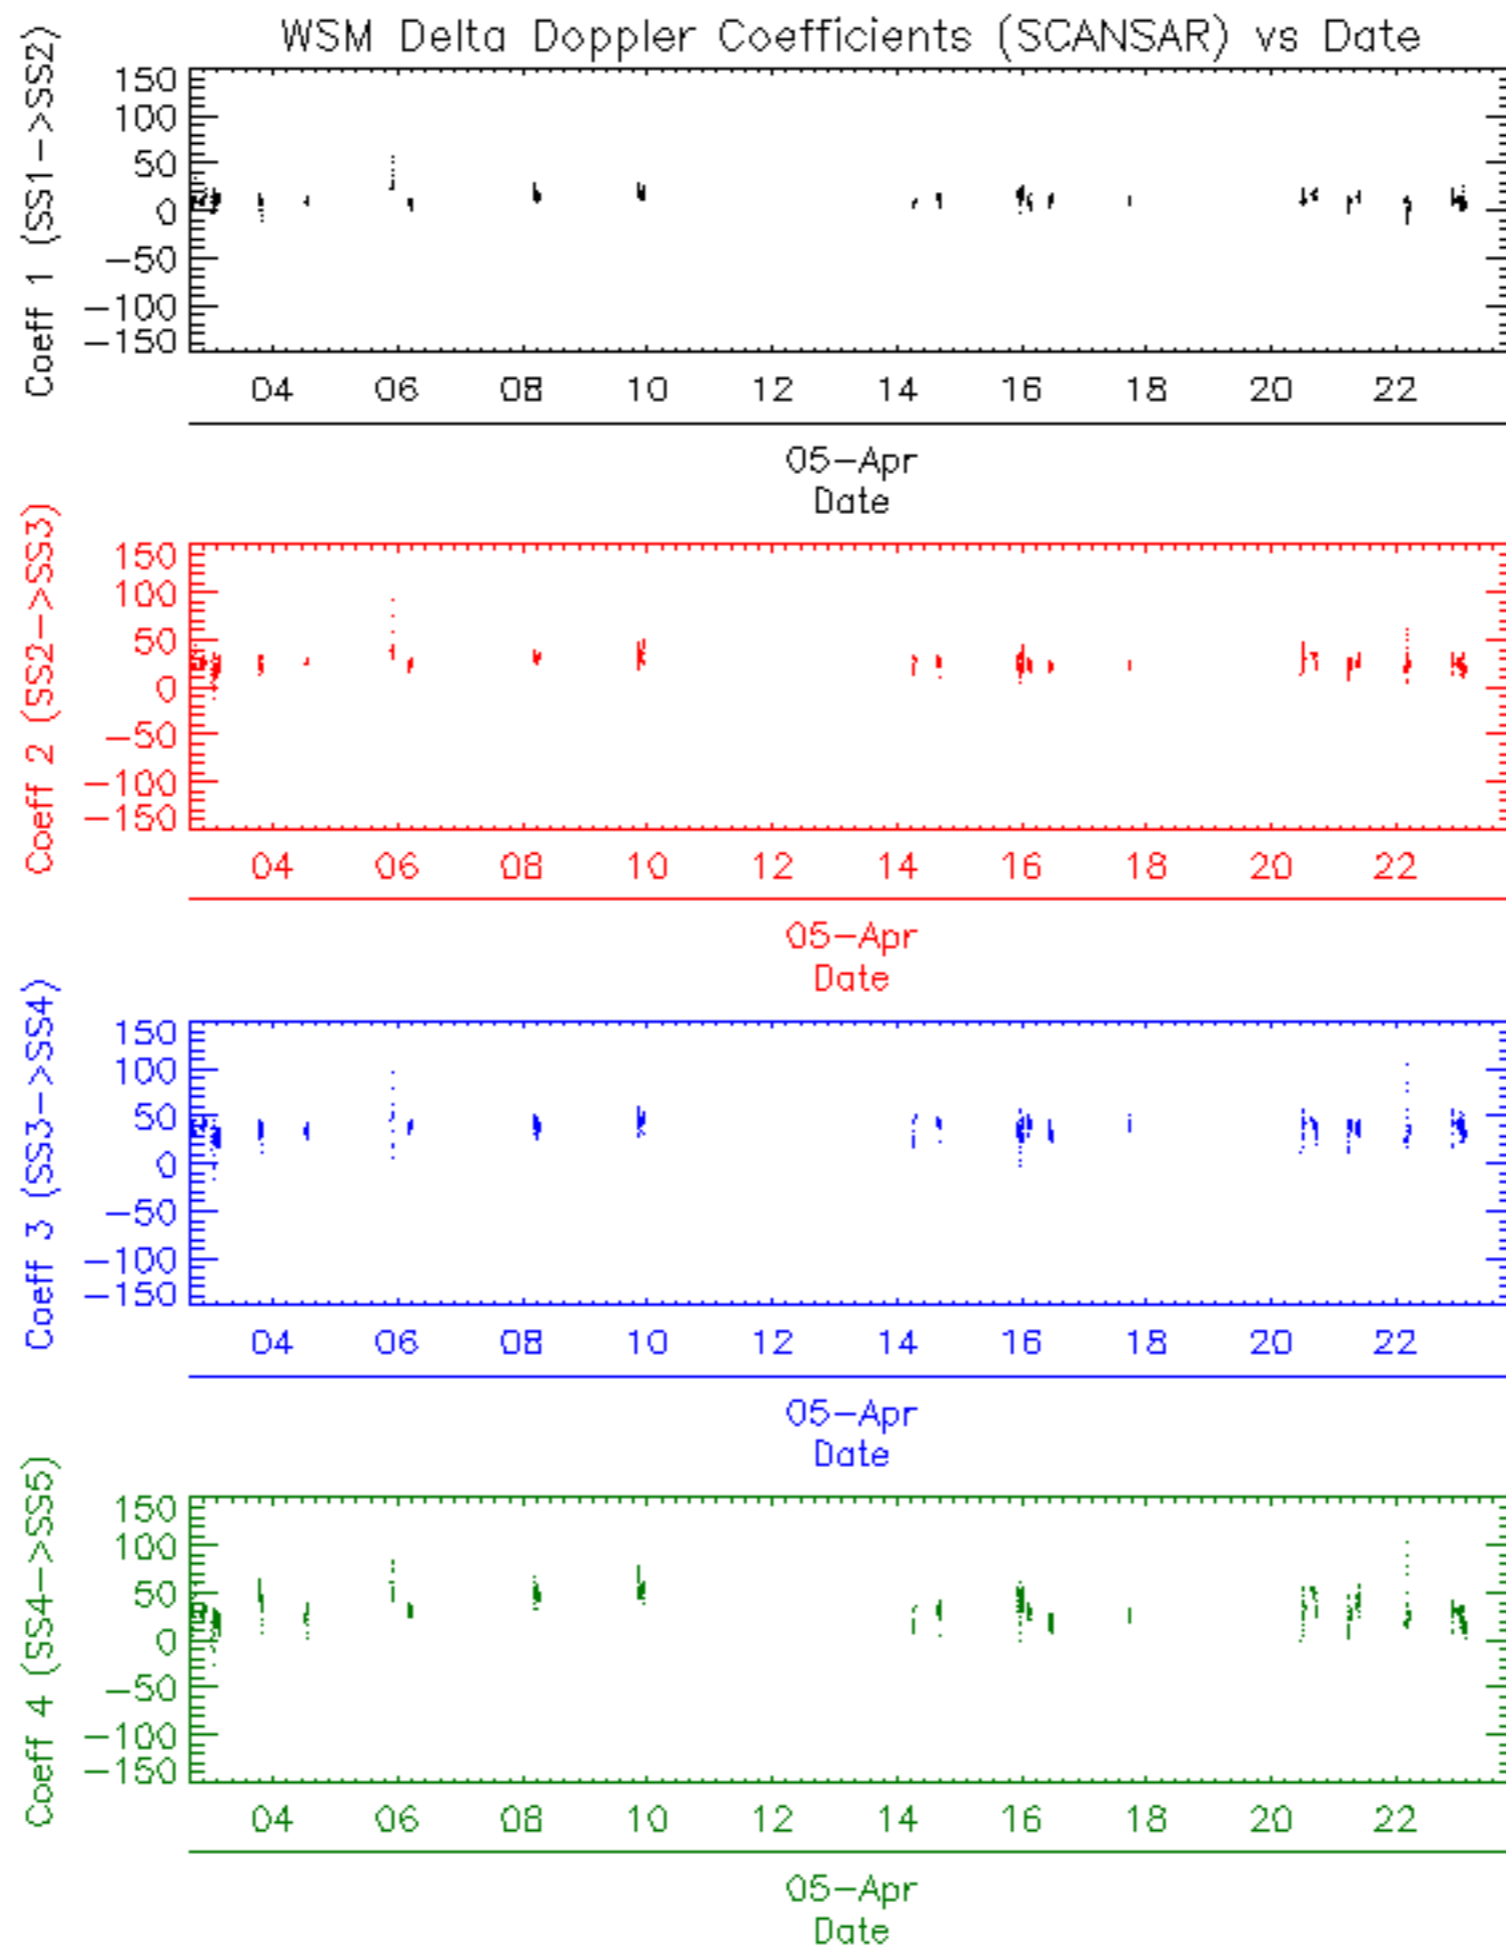 WSM Delta Doppler Coefficients (SCANSAR) vs Date
Coeff 1 (SS1->SS2)
150
100
50
0
-50
-100
-150
04 06 08 10 12 14 16 18 20 22
05-Apr
Date
Coeff 2 (SS2->SS3)
150
100
50
0
-50
-100
-150
04 06 08 10 12 14 16 18 20 22
05-Apr
Date
Coeff 3 (SS3->SS4)
150
100
50
0
-50
-100
-150
04 06 08 10 12 14 16 18 20 22
05-Apr
Date
Coeff 4 (SS4->SS5)
150
100
50
0
-50
-100
-150
04 06 08 10 12 14 16 18 20 22
05-Apr
Date